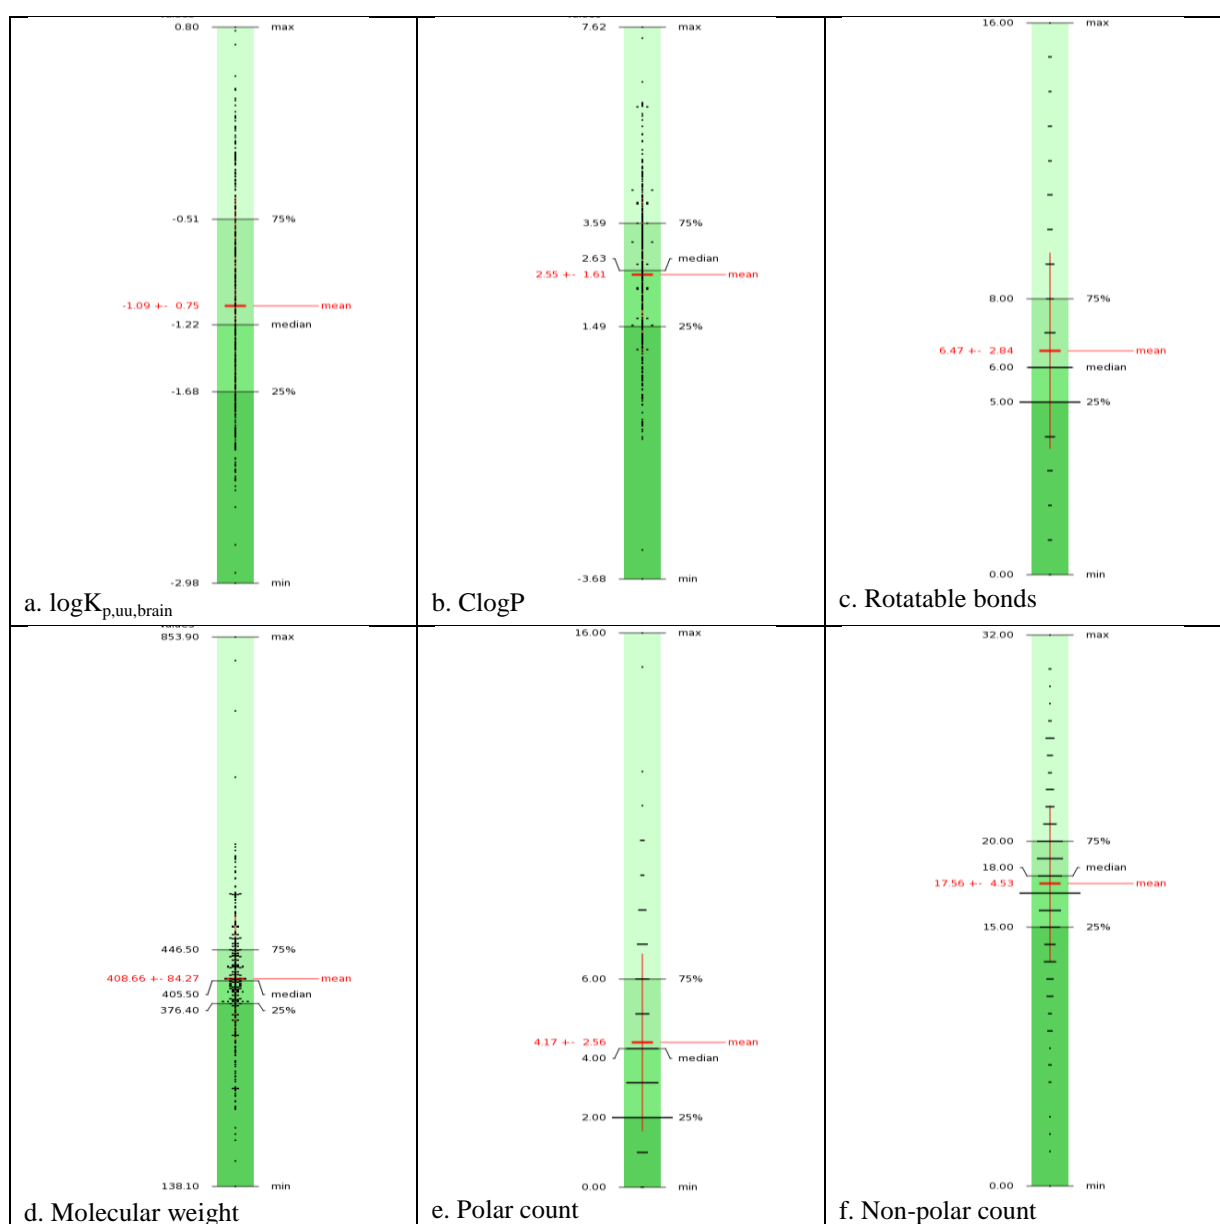 0.80 max
-0.51 75%
-1.09 +- 0.75 mean
-1.22 median
-1.68 25%
-2.98 min
a. logKp,uu,brain
7.62 max
3.59 75%
2.63 median
2.55 +- 1.61 mean
1.49 25%
-3.68 min
b. ClogP
16.00 max
8.00 75%
6.47 +- 2.84 mean
6.00 median
5.00 25%
0.00 min
c. Rotatable bonds
853.90 max
446.50 75%
408.66 +- 84.27 mean
405.50 median
376.40 25%
138.10 min
d. Molecular weight
16.00 max
6.00 75%
4.17 +- 2.56 mean
4.00 median
2.00 25%
0.00 min
e. Polar count
32.00 max
20.00 75%
18.00 median
17.56 +- 4.53 mean
15.00 25%
0.00 min
f. Non-polar count